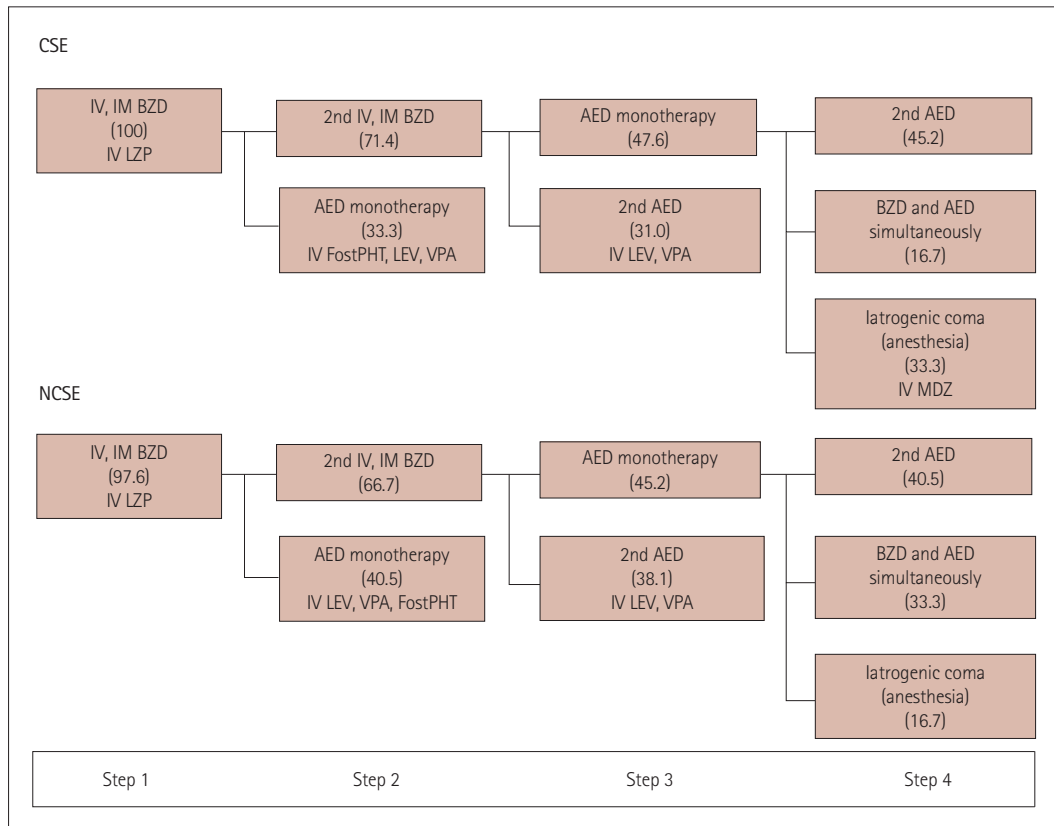 CSE
IV, IM BZD
(100)
IV LZP
2nd IV, IM BZD
(71.4)
AED monotherapy
(33.3)
IV FostPHT, LEV, VPA
AED monotherapy
(47.6)
2nd AED
(31.0)
IV LEV, VPA
2nd AED
(45.2)
BZD and AED
simultaneously
(16.7)
Iatrogenic coma
(anesthesia)
(33.3)
IV MDZ
NCSE
IV, IM BZD
(97.6)
IV LZP
2nd IV, IM BZD
(66.7)
AED monotherapy
(40.5)
IV LEV, VPA, FostPHT
AED monotherapy
(45.2)
2nd AED
(38.1)
IV LEV, VPA
2nd AED
(40.5)
BZD and AED
simultaneously
(33.3)
Iatrogenic coma
(anesthesia)
(16.7)
Step 1
Step 2
Step 3
Step 4